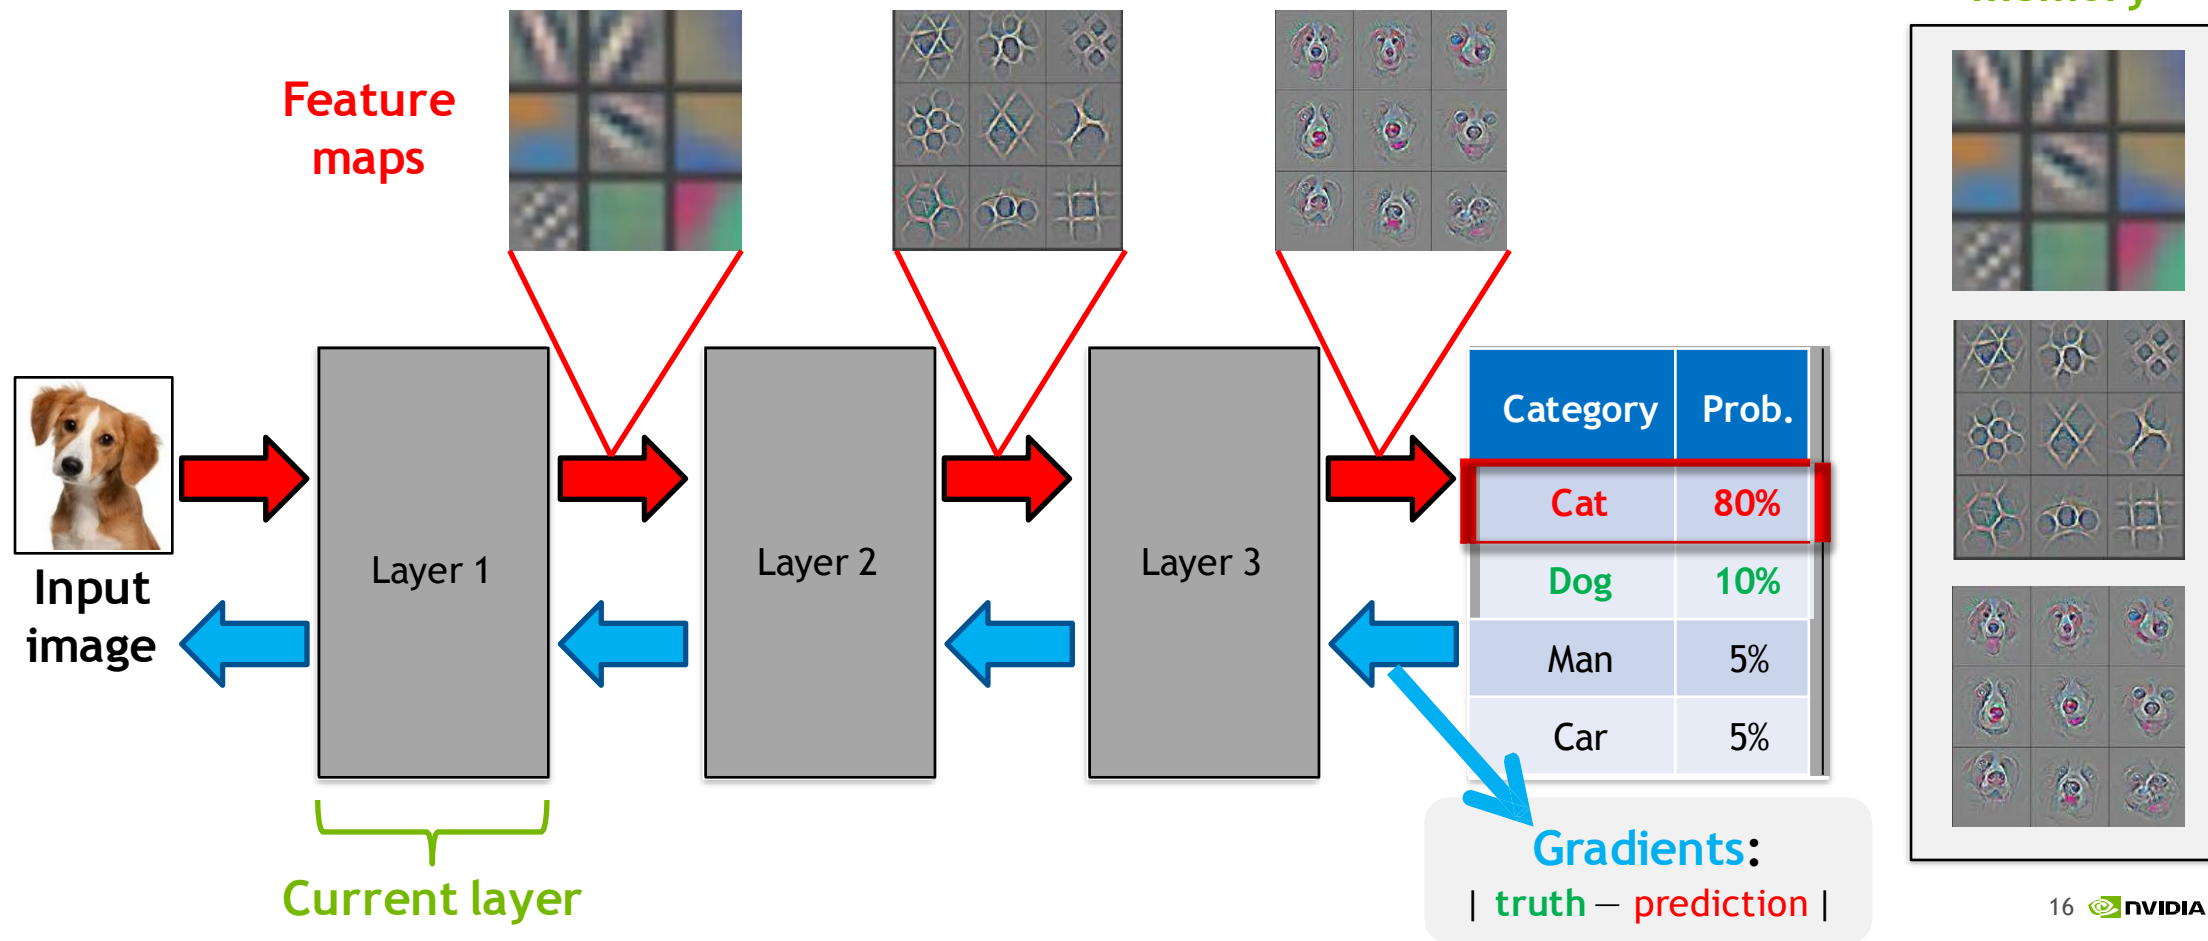 Feature
maps
Input
image
Layer 1
Layer 2
Layer 3
Category Prob.
Cat 80%
Dog 10%
Man 5%
Car 5%
Current layer
Gradients:
| truth — prediction |
16 NVIDIA